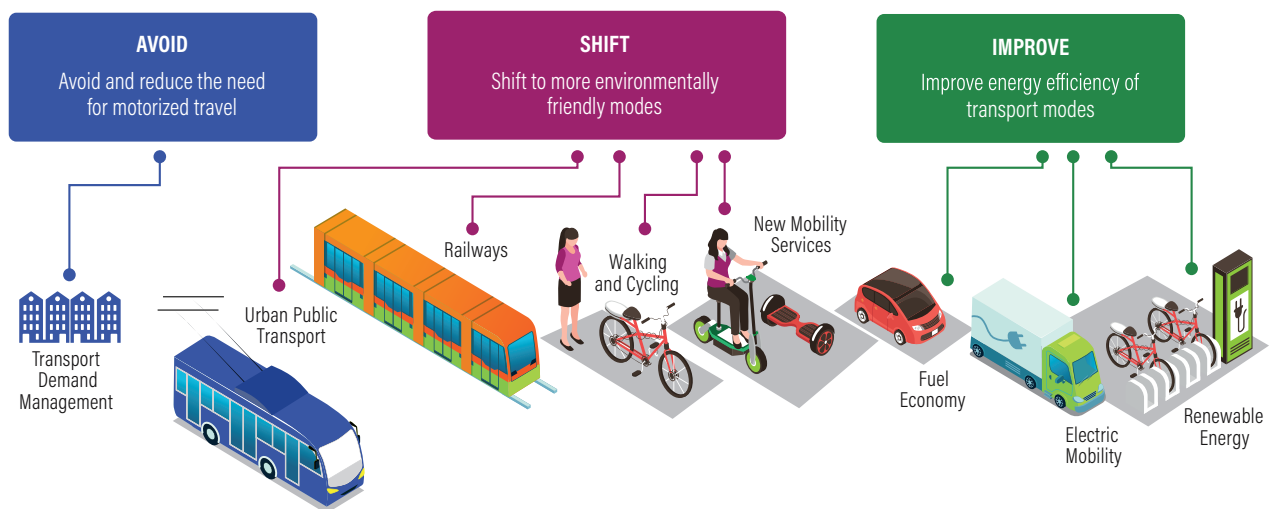 AVOID
Avoid and reduce the need
for motorized travel
SHIFT
Shift to more environmentally
friendly modes
IMPROVE
Improve energy efficiency of
transport modes
Transport
Demand
Management
Urban Public
Transport
Railways
Walking
and Cycling
New Mobility
Services
Fuel
Economy
Electric
Mobility
Renewable
Energy